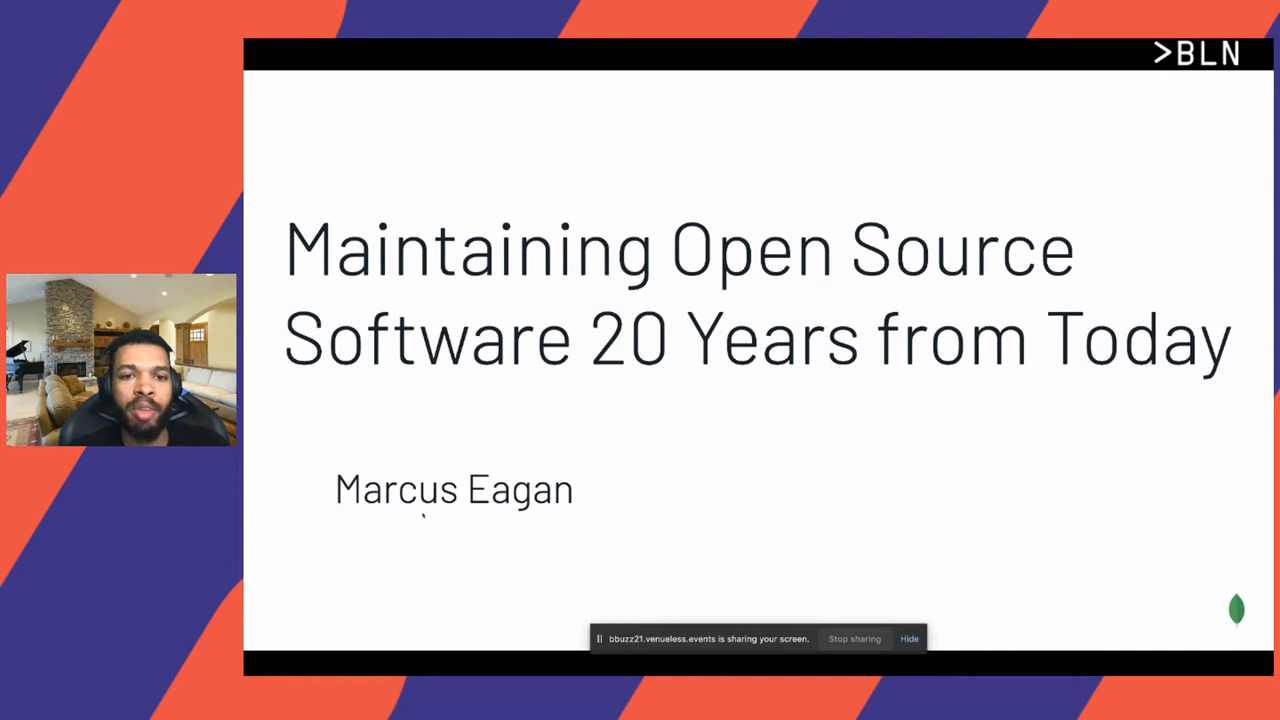 >BLN
Maintaining Open Source
Software 20 Years from Today
Marcus Eagan
bbuzz21.venueless.events is sharing your screen.
Stop sharing
Hide